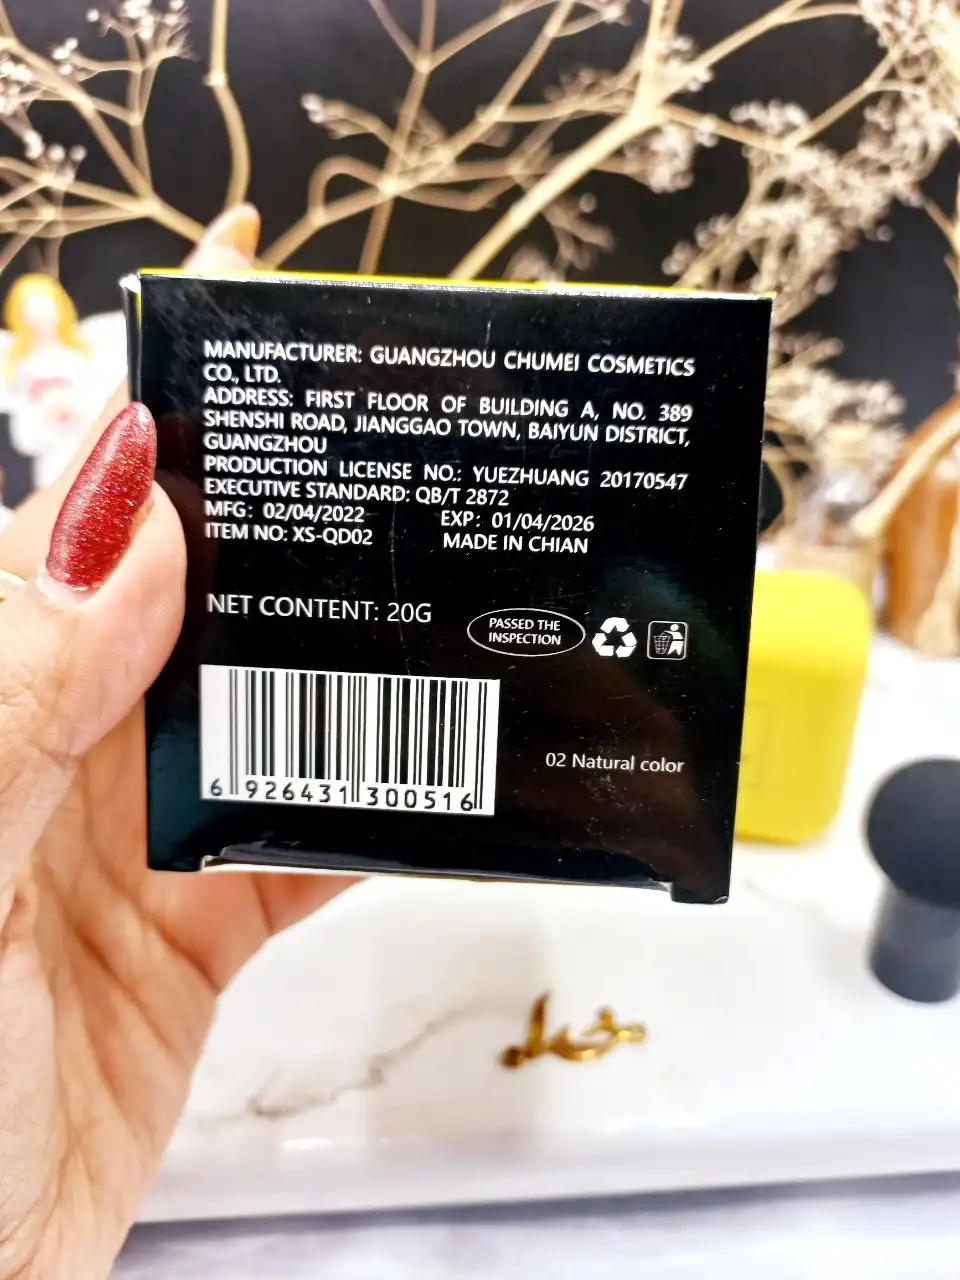 MANUFACTURER: GUANGZHOU CHUMEI COSMETICS
CO., LTD.
ADDRESS: FIRST FLOOR OF BUILDING A, NO. 389
SHENSHI ROAD, JIANGGAO TOWN, BAIYUN DISTRICT,
GUANGZHOU
PRODUCTION LICENSE NO.: YUEZHUANG 20170547
EXECUTIVE STANDARD: QB/T 2872
MFG: 02/04/2022 EXP: 01/04/2026
ITEM NO: XS-QD02 MADE IN CHIAN
NET CONTENT: 20G
PASSED THE
INSPECTION
02 Natural color
6 926431 300516